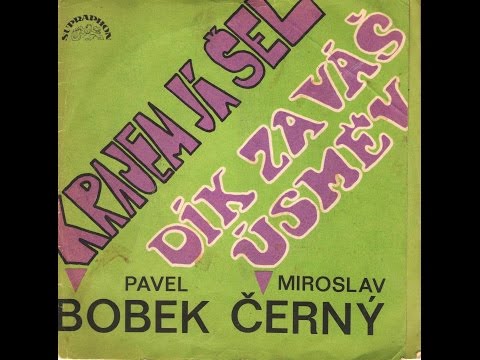 SUPRAPHON
KRAJEM JÁ ŠEL
DÍK ZA VÁŠ
ÚSMĚV
PAVEL
BOBEK
MIROSLAV
ČERNÝ